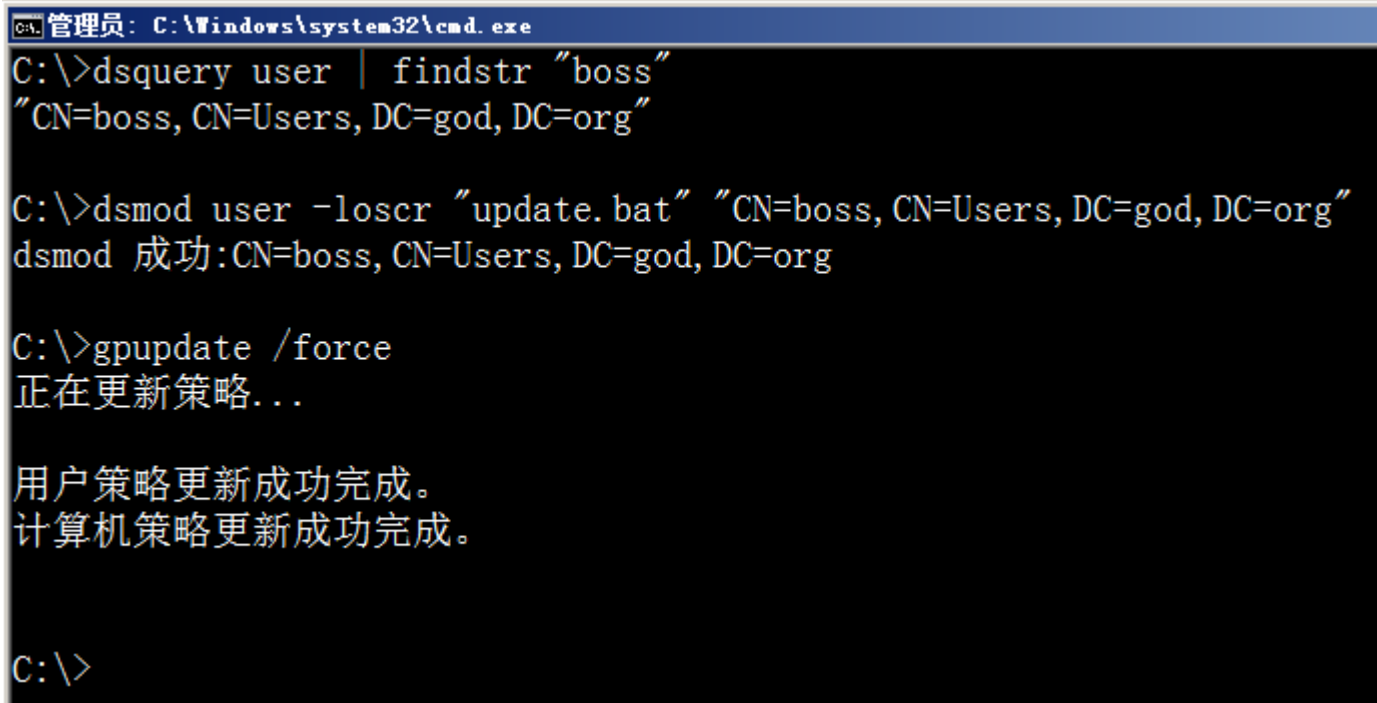 管理员: C:\Windows\system32\cmd.exe
C:\>dsquery user | findstr "boss"
"CN=boss,CN=Users,DC=god,DC=org"
C:\>dsmod user -loscr "update.bat" "CN=boss,CN=Users,DC=god,DC=org"
dsmod 成功:CN=boss,CN=Users,DC=god,DC=org
C:\>gpupdate /force
正在更新策略...
用户策略更新成功完成。
计算机策略更新成功完成。
C:\>